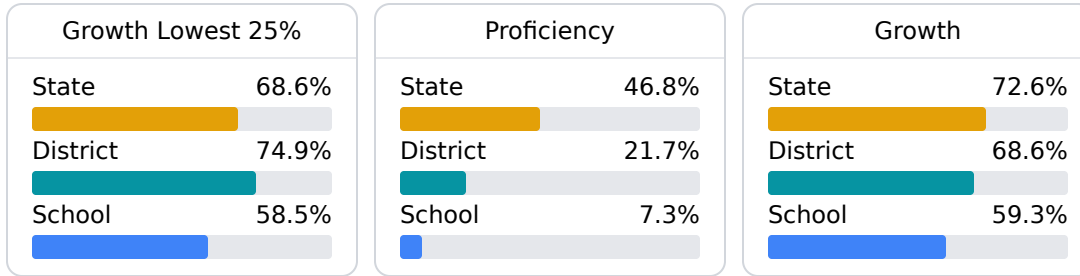 Growth Lowest 25%
State 68.6%
District 74.9%
School 58.5%
Proficiency
State 46.8%
District 21.7%
School 7.3%
Growth
State 72.6%
District 68.6%
School 59.3%